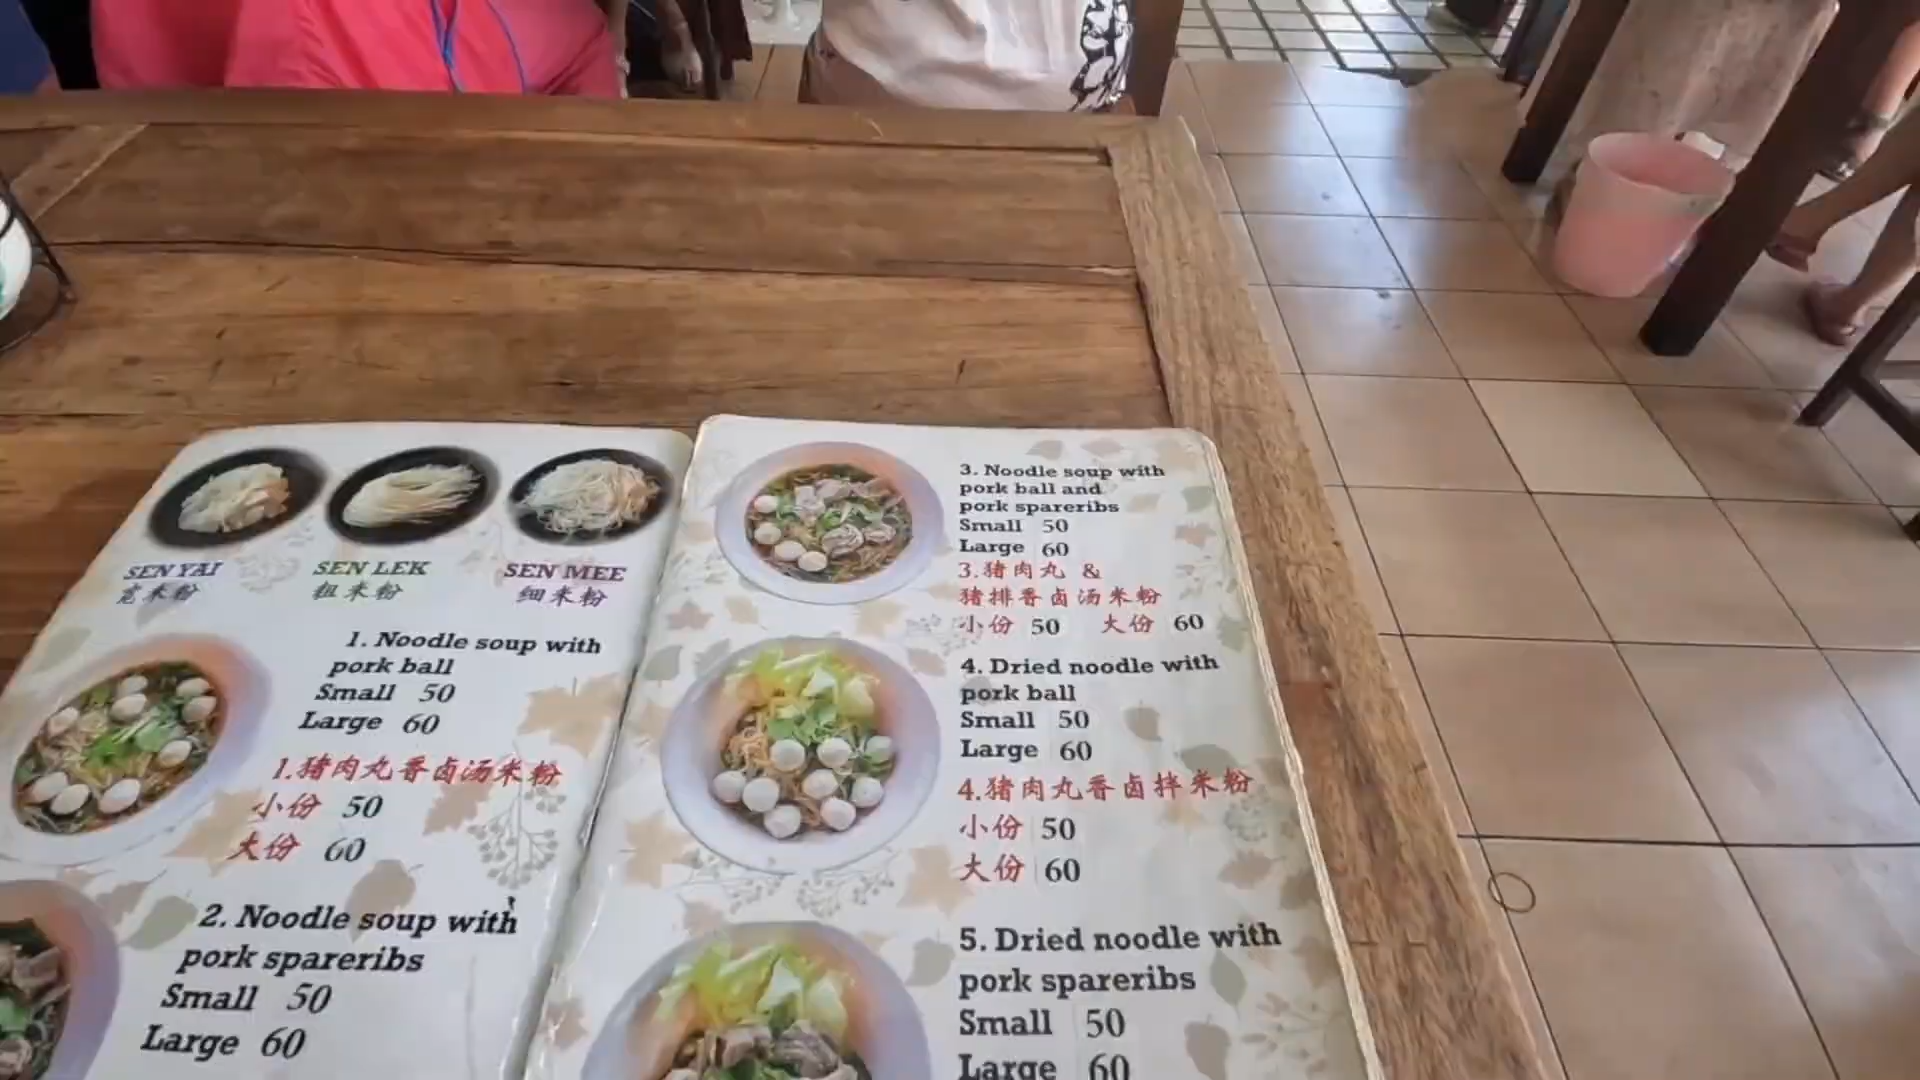 SEN YAI
宽米粉
SEN LEK
粗米粉
SEN MEE
细米粉
1. Noodle soup with
pork ball
Small 50
Large 60
1.猪肉丸香卤汤米粉
小份 50
大份 60
2. Noodle soup with
pork spareribs
Small 50
Large 60
3. Noodle soup with
pork ball and
pork spareribs
Small 50
Large 60
3.猪肉丸 &
猪排香卤汤米粉
小份 50 大份 60
4. Dried noodle with
pork ball
Small 50
Large 60
4.猪肉丸香卤拌米粉
小份 50
大份 60
5. Dried noodle with
pork spareribs
Small 50
Large 60